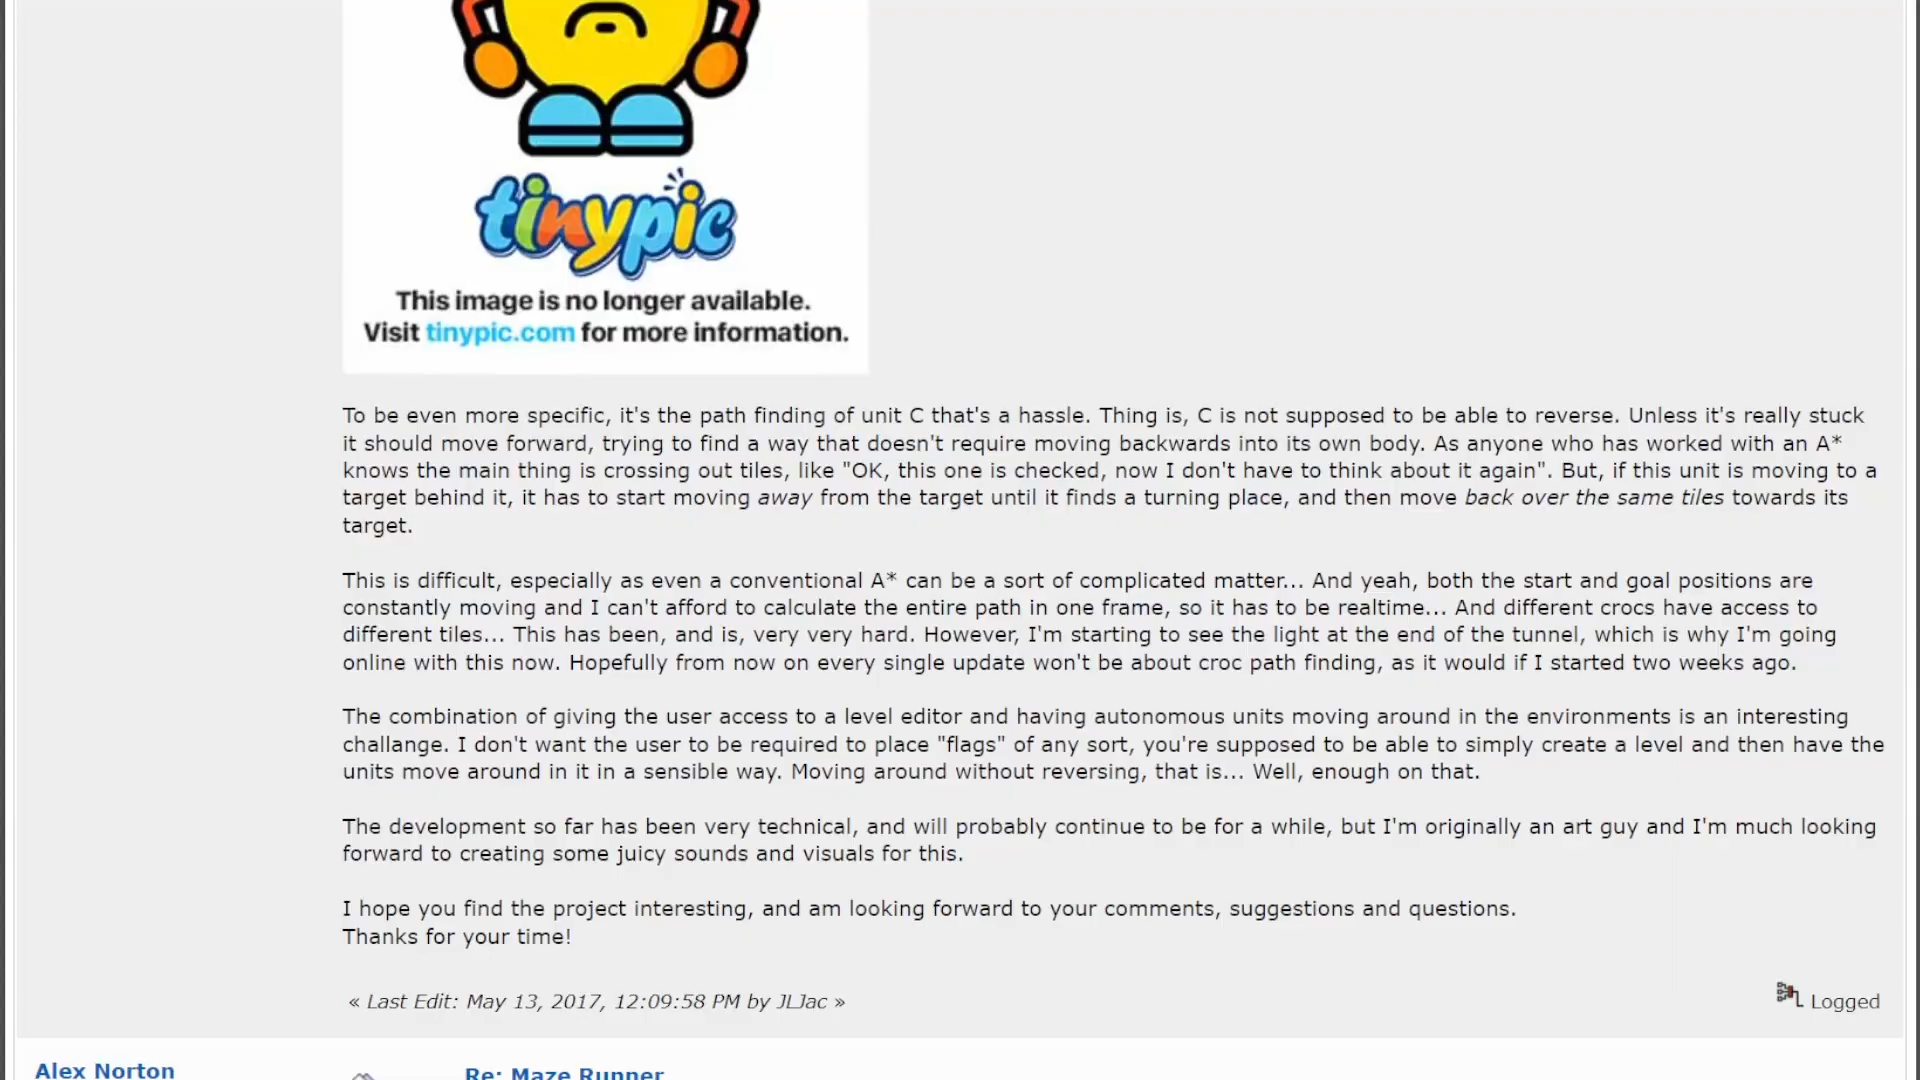 tinypic
This image is no longer available.
Visit tinypic.com for more information.
To be even more specific, it's the path finding of unit C that's a hassle. Thing is, C is not supposed to be able to reverse. Unless it's really stuck
it should move forward, trying to find a way that doesn't require moving backwards into its own body. As anyone who has worked with an A*
knows the main thing is crossing out tiles, like "OK, this one is checked, now I don't have to think about it again". But, if this unit is moving to a
target behind it, it has to start moving away from the target until it finds a turning place, and then move back over the same tiles towards its
target.
This is difficult, especially as even a conventional A* can be a sort of complicated matter... And yeah, both the start and goal positions are
constantly moving and I can't afford to calculate the entire path in one frame, so it has to be realtime... And different crocs have access to
different tiles... This has been, and is, very very hard. However, I'm starting to see the light at the end of the tunnel, which is why I'm going
online with this now. Hopefully from now on every single update won't be about croc path finding, as it would if I started two weeks ago.
The combination of giving the user access to a level editor and having autonomous units moving around in the environments is an interesting
challange. I don't want the user to be required to place "flags" of any sort, you're supposed to be able to simply create a level and then have the
units move around in it in a sensible way. Moving around without reversing, that is... Well, enough on that.
The development so far has been very technical, and will probably continue to be for a while, but I'm originally an art guy and I'm much looking
forward to creating some juicy sounds and visuals for this.
I hope you find the project interesting, and am looking forward to your comments, suggestions and questions.
Thanks for your time!
« Last Edit: May 13, 2017, 12:09:58 PM by JLJac »
Logged
Alex Norton
Re: Maze Runner